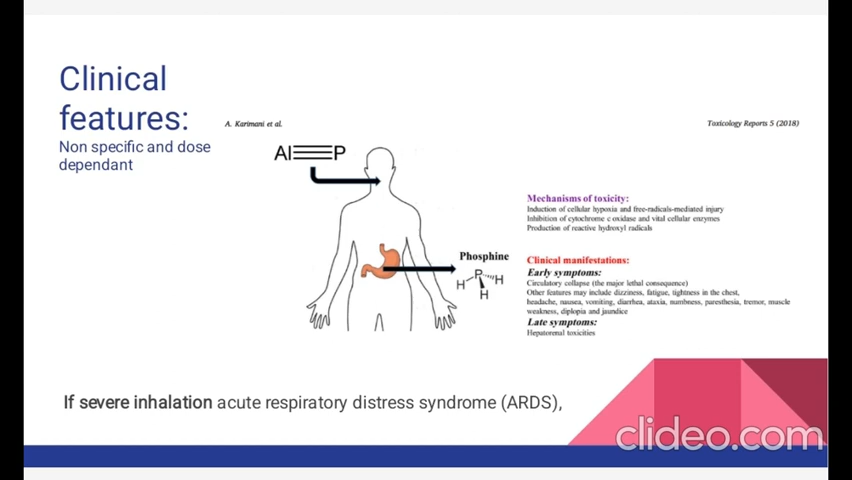 Clinical
features:
Non specific and dose
dependant
A. Karimani et al.
Toxicology Reports 5 (2018)
Al P
Mechanisms of toxicity:
Induction of cellular hypoxia and free-radicals-mediated injury
Inhibition of cytochrome c oxidase and vital cellular enzymes
Production of reactive hydroxyl radicals
Phosphine
H P H
H
Clinical manifestations:
Early symptoms:
Circulatory collapse (the major lethal consequence)
Other features may include dizziness, fatigue, tightness in the chest,
headache, nausea, vomiting, diarrhea, ataxia, numbness, paresthesia, tremor, muscle
weakness, diplopia and jaundice
Late symptoms:
Hepatorenal toxicities
If severe inhalation acute respiratory distress syndrome (ARDS),
clideo.com